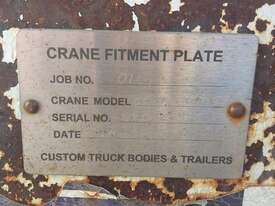 CRANE FITMENT PLATE
JOB NO.
CRANE MODEL
SERIAL NO.
DATE
CUSTOM TRUCK BODIES & TRAILERS